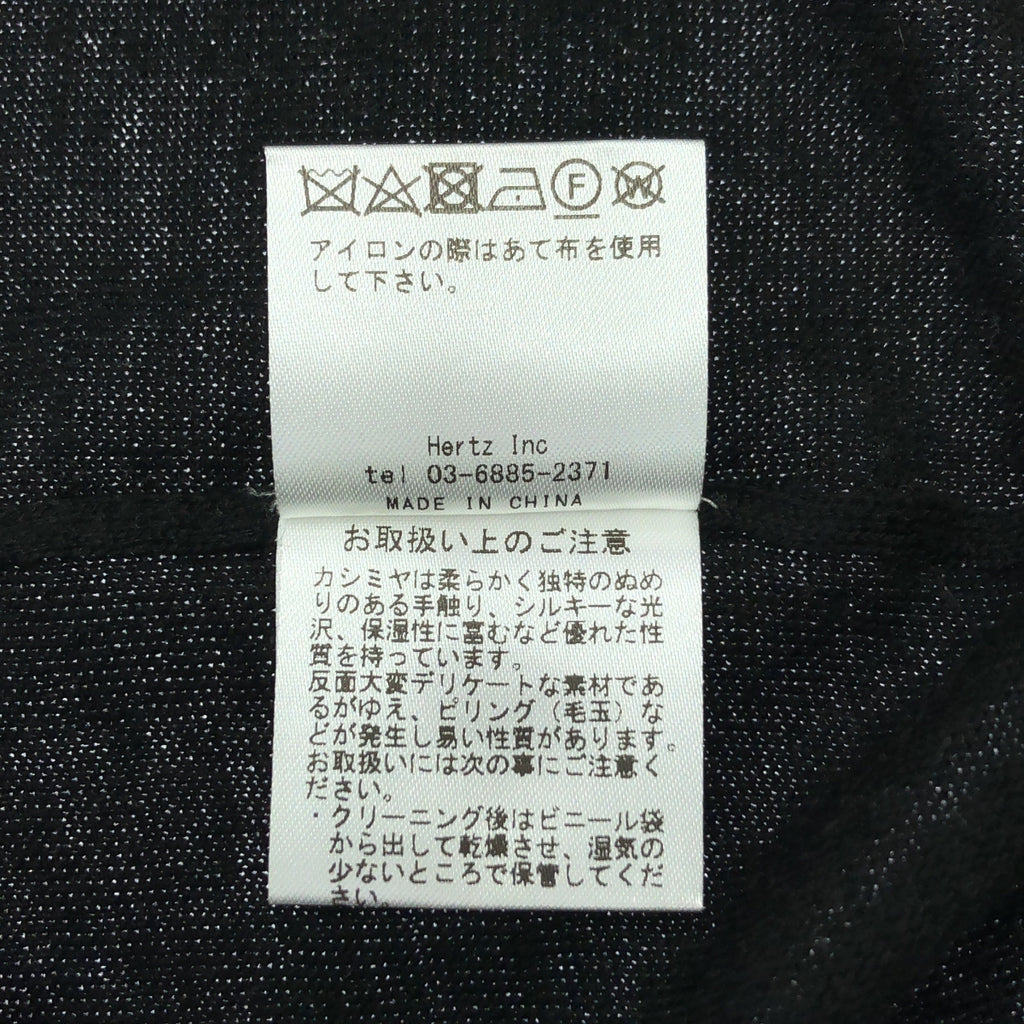 F
W
アイロンの際はあて布を使用
して下さい。
Hertz Inc
tel 03-6885-2371
MADE IN CHINA
お取扱い上のご注意
カシミヤは柔らかく独特のぬめ
りのある手触り、シルキーな光
沢、保湿性に富むなど優れた性
質を持っています。
反面大変デリケートな素材であ
るがゆえ、ピリング（毛玉）な
どが発生し易い性質があります。
お取扱いには次の事にご注意く
ださい。
・クリーニング後はビニール袋
から出して乾燥させ、湿気の
少ないところで保管してくだ
さい。